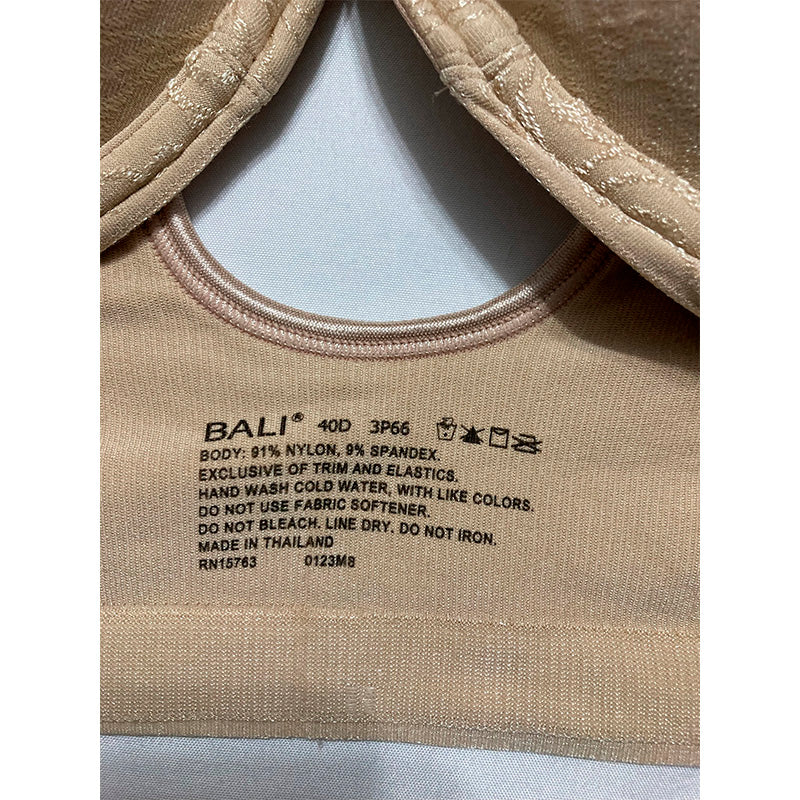 BALI® 40D 3P66
BODY: 91% NYLON, 9% SPANDEX.
EXCLUSIVE OF TRIM AND ELASTICS.
HAND WASH COLD WATER, WITH LIKE COLORS.
DO NOT USE FABRIC SOFTENER.
DO NOT BLEACH. LINE DRY. DO NOT IRON.
MADE IN THAILAND
RN15763 0123M8